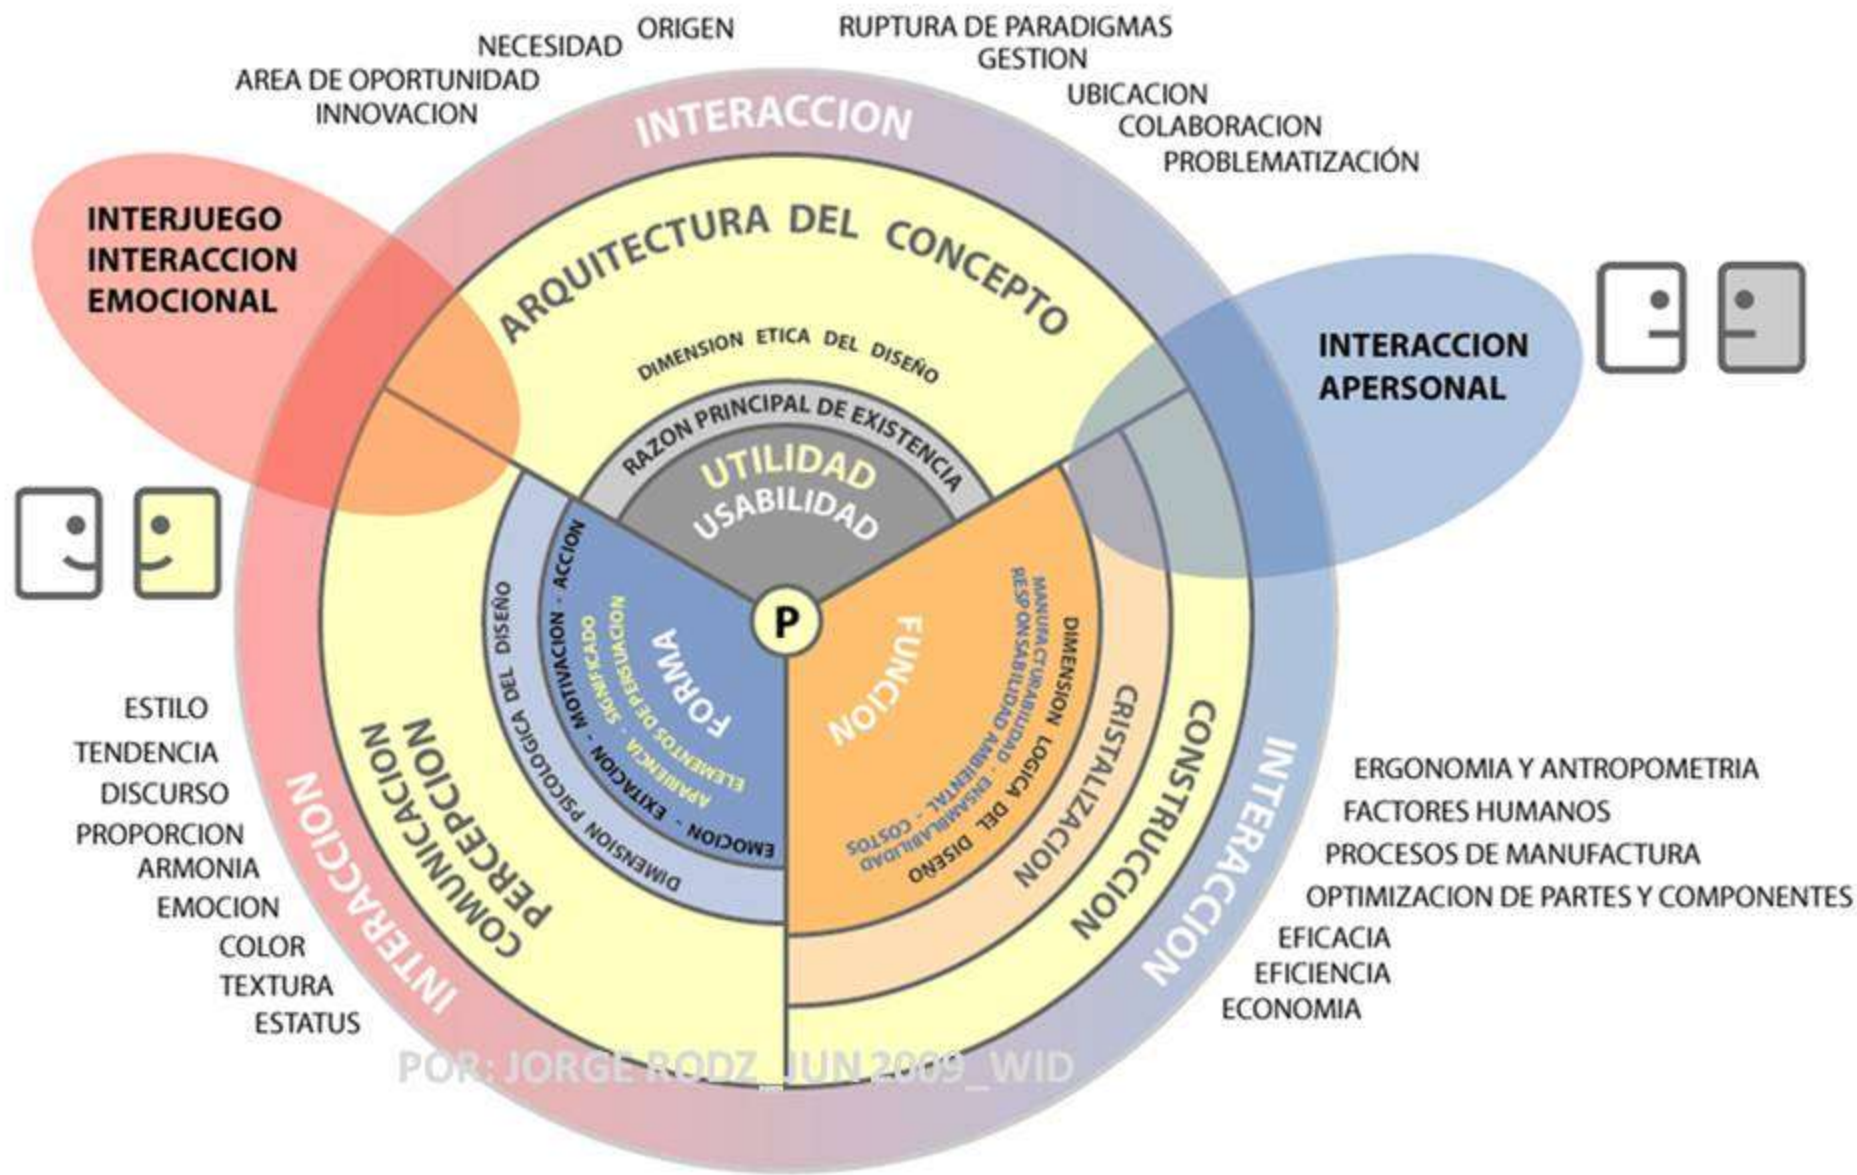 ORIGEN
NECESIDAD
AREA DE OPORTUNIDAD
INNOVACION
RUPTURA DE PARADIGMAS
GESTION
UBICACION
COLABORACION
PROBLEMATIZACIÓN
INTERACCION
INTERJUEGO
INTERACCION
EMOCIONAL
ARQUITECTURA DEL CONCEPTO
DIMENSION ETICA DEL DISEÑO
RAZON PRINCIPAL DE EXISTENCIA
UTILIDAD
USABILIDAD
INTERACCION
APERSONAL
P
FORMA
ELEMENTOS DE PERSUACION
APARIENCIA - SIGNIFICADO
EMOCION - EXITACION - MOTIVACION - ACCION
DIMENSION PSICOLOGICA DEL DISEÑO
PERCEPCION
COMUNICACION
INTERACCION
FUNCION
RESPONSABILIDAD AMBIENTAL - COSTOS
MANUFACTURABILIDAD - ENSAMBLABILIDAD
DIMENSION LOGICA DEL DISEÑO
CRISTALIZACION
CONSTRUCCION
INTERACCION
ESTILO
TENDENCIA
DISCURSO
PROPORCION
ARMONIA
EMOCION
COLOR
TEXTURA
ESTATUS
ERGONOMIA Y ANTROPOMETRIA
FACTORES HUMANOS
PROCESOS DE MANUFACTURA
OPTIMIZACION DE PARTES Y COMPONENTES
EFICACIA
EFICIENCIA
ECONOMIA
POR: JORGE RODZ_JUN 2009_WID